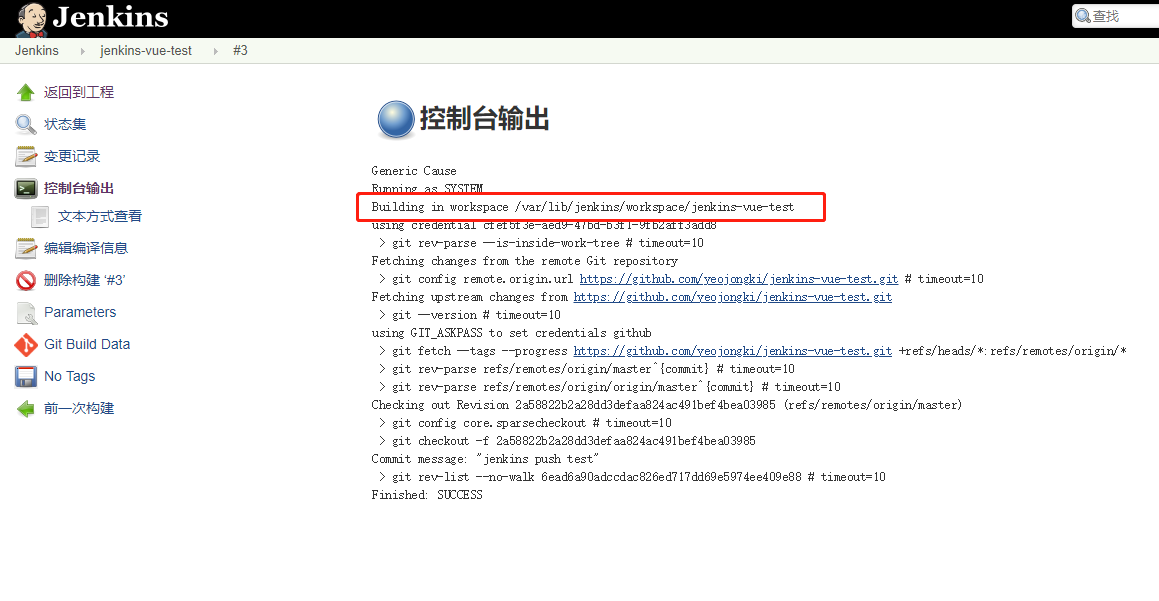 Jenkins
查找
Jenkins jenkins-vue-test #3
返回到工程
状态集
变更记录
控制台输出
文本方式查看
编辑编译信息
删除构建 '#3'
Parameters
Git Build Data
No Tags
前一次构建
控制台输出
Generic Cause
Running as SYSTEM
Building in workspace /var/lib/jenkins/workspace/jenkins-vue-test
using credential cfef5f3e-aed9-47bd-b3f1-9fb2aff3add8
> git rev-parse --is-inside-work-tree # timeout=10
Fetching changes from the remote Git repository
> git config remote.origin.url https://github.com/yeojongki/jenkins-vue-test.git # timeout=10
Fetching upstream changes from https://github.com/yeojongki/jenkins-vue-test.git
> git --version # timeout=10
using GIT_ASKPASS to set credentials github
> git fetch --tags --progress https://github.com/yeojongki/jenkins-vue-test.git +refs/heads/*:refs/remotes/origin/*
> git rev-parse refs/remotes/origin/master^{commit} # timeout=10
> git rev-parse refs/remotes/origin/origin/master^{commit} # timeout=10
Checking out Revision 2a58822b2a28dd3defaa824ac491bef4bea03985 (refs/remotes/origin/master)
> git config core.sparsecheckout # timeout=10
> git checkout -f 2a58822b2a28dd3defaa824ac491bef4bea03985
Commit message: "jenkins push test"
> git rev-list --no-walk 6ead6a90adccdac826ed717dd69e5974ee409e88 # timeout=10
Finished: SUCCESS